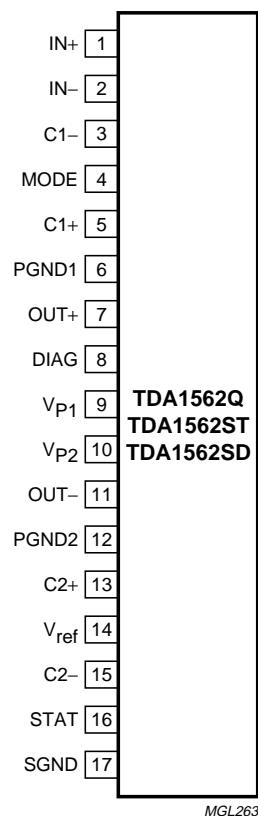 IN+ 1
IN− 2
C1− 3
MODE 4
C1+ 5
PGND1 6
OUT+ 7
DIAG 8
VP1 9
VP2 10
OUT− 11
PGND2 12
C2+ 13
Vref 14
C2− 15
STAT 16
SGND 17
TDA1562Q
TDA1562ST
TDA1562SD
MGL263